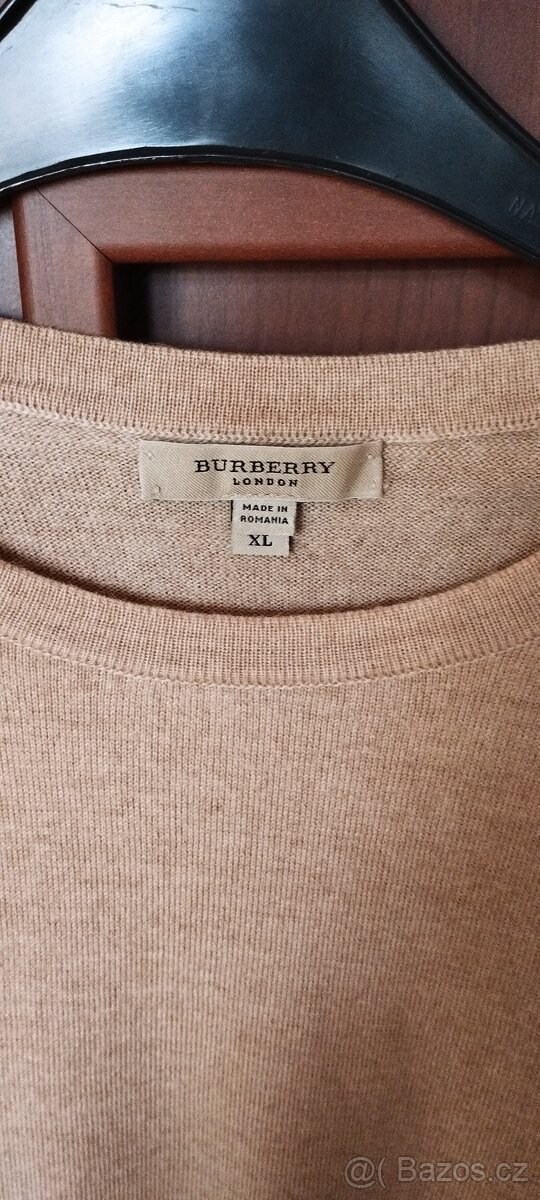 BURBERRY
LONDON
MADE IN
ROMANIA
XL
@( Bazos.cz